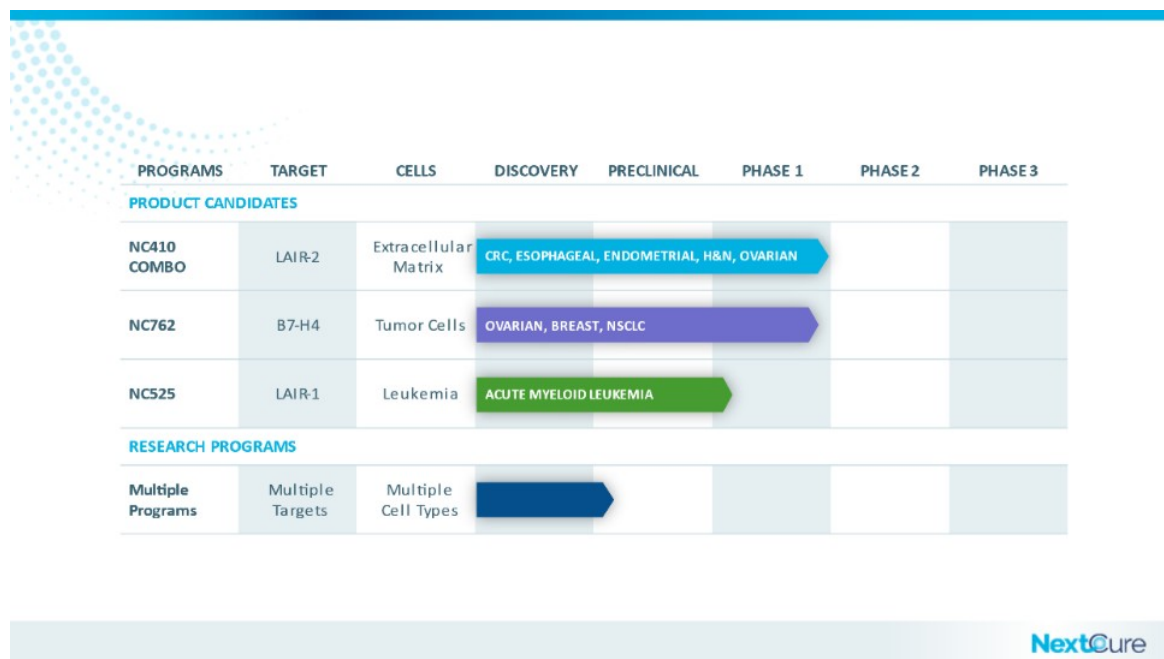 PROGRAMS TARGET CELLS DISCOVERY PRECLINICAL PHASE 1 PHASE 2 PHASE 3
PRODUCT CANDIDATES
NC410
COMBO
LAIR-2
Extracellular
Matrix
CRC, ESOPHAGEAL, ENDOMETRIAL, H&N, OVARIAN
NC762 B7-H4 Tumor Cells OVARIAN, BREAST, NSCLC
NC525 LAIR-1 Leukemia ACUTE MYELOID LEUKEMIA
RESEARCH PROGRAMS
Multiple
Programs
Multiple
Targets
Multiple
Cell Types
NextCure